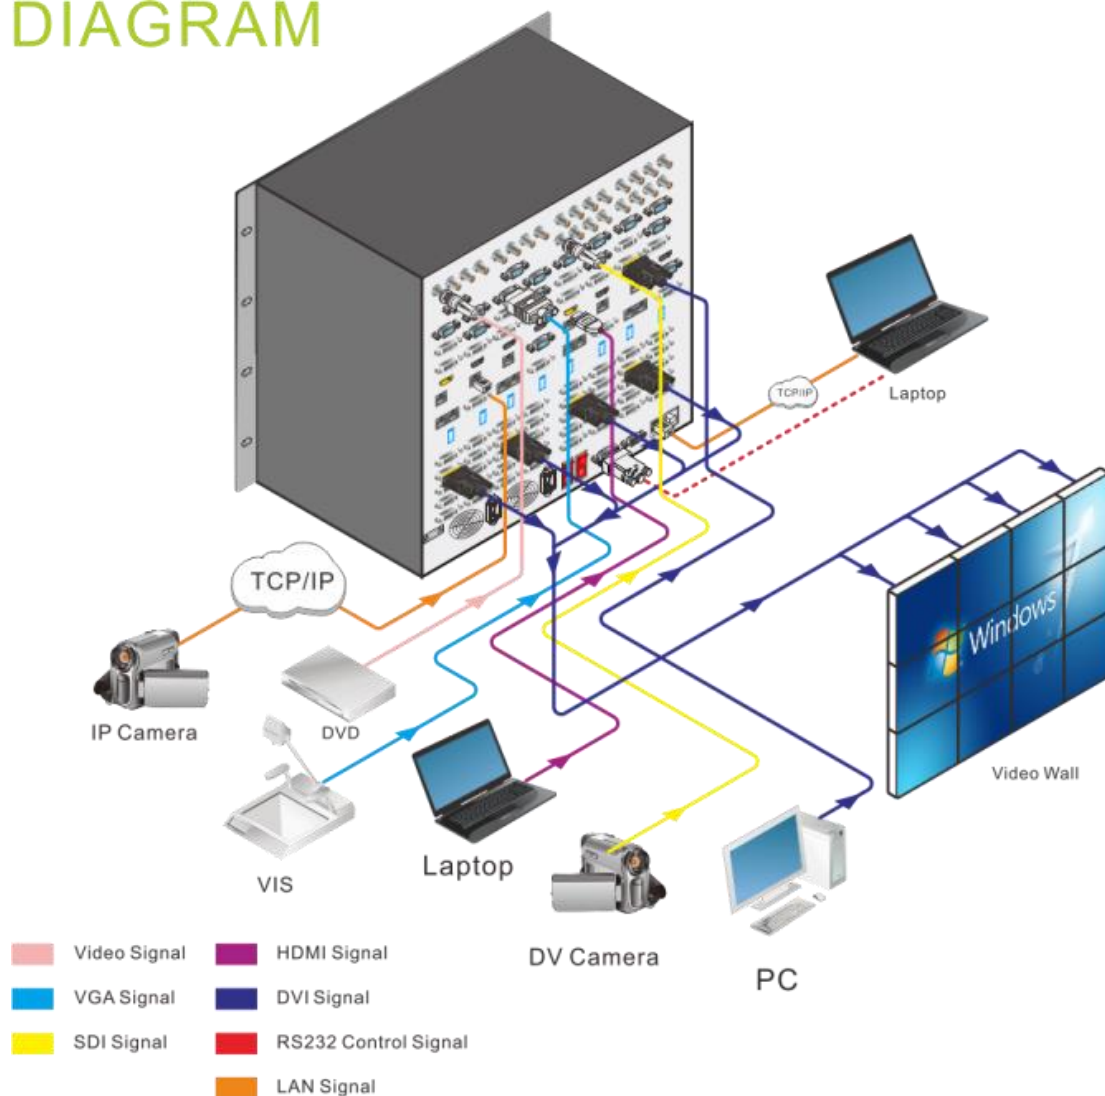 DIAGRAM
TCP/IP
Laptop
TCP/IP
Windows 7
IP Camera
DVD
Video Wall
VIS
Laptop
DV Camera
PC
Video Signal
HDMI Signal
VGA Signal
DVI Signal
SDI Signal
RS232 Control Signal
LAN Signal